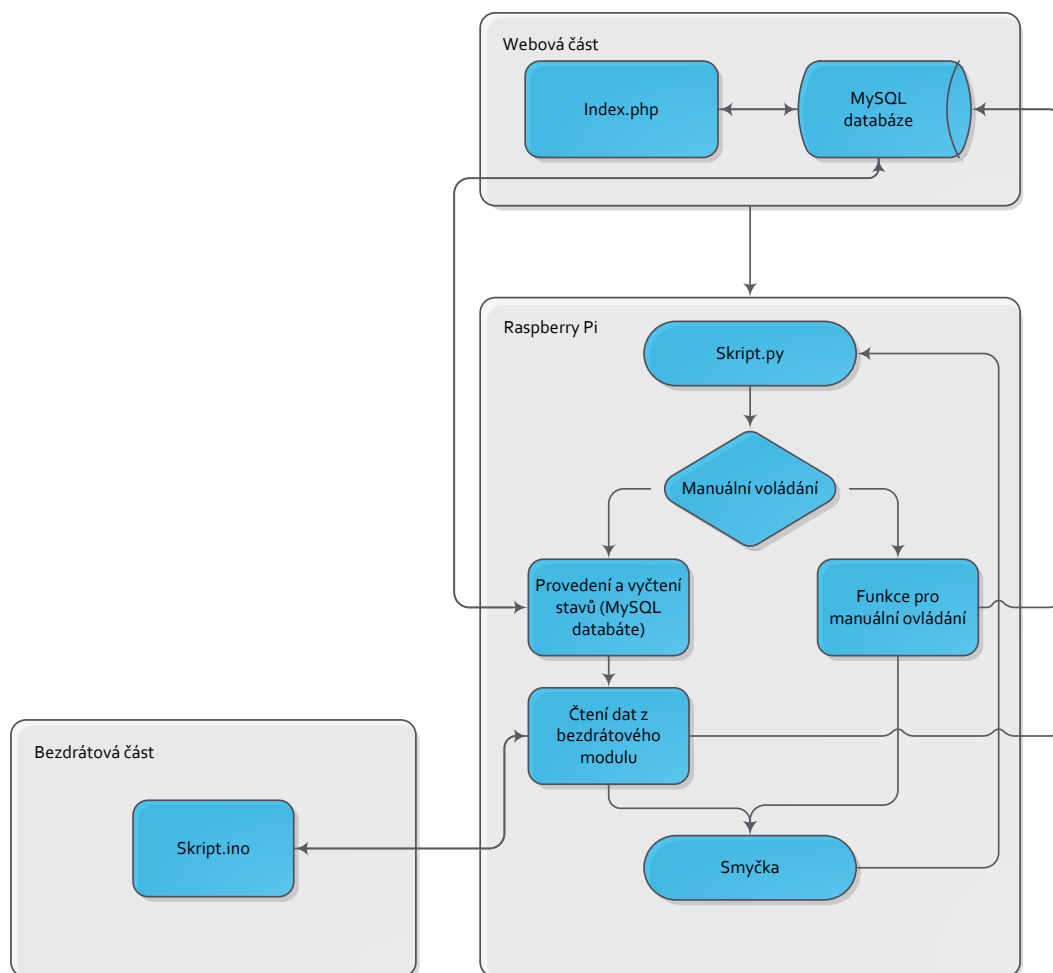 Webová část
Index.php
MySQL
databáze
Raspberry Pi
Skript.py
Manuální voládání
Provedení a vyčtení
stavů (MySQL
databáte)
Funkce pro
manuální ovládání
Čtení dat z
bezdrátového
modulu
Bezdrátová část
Skript.ino
Smyčka